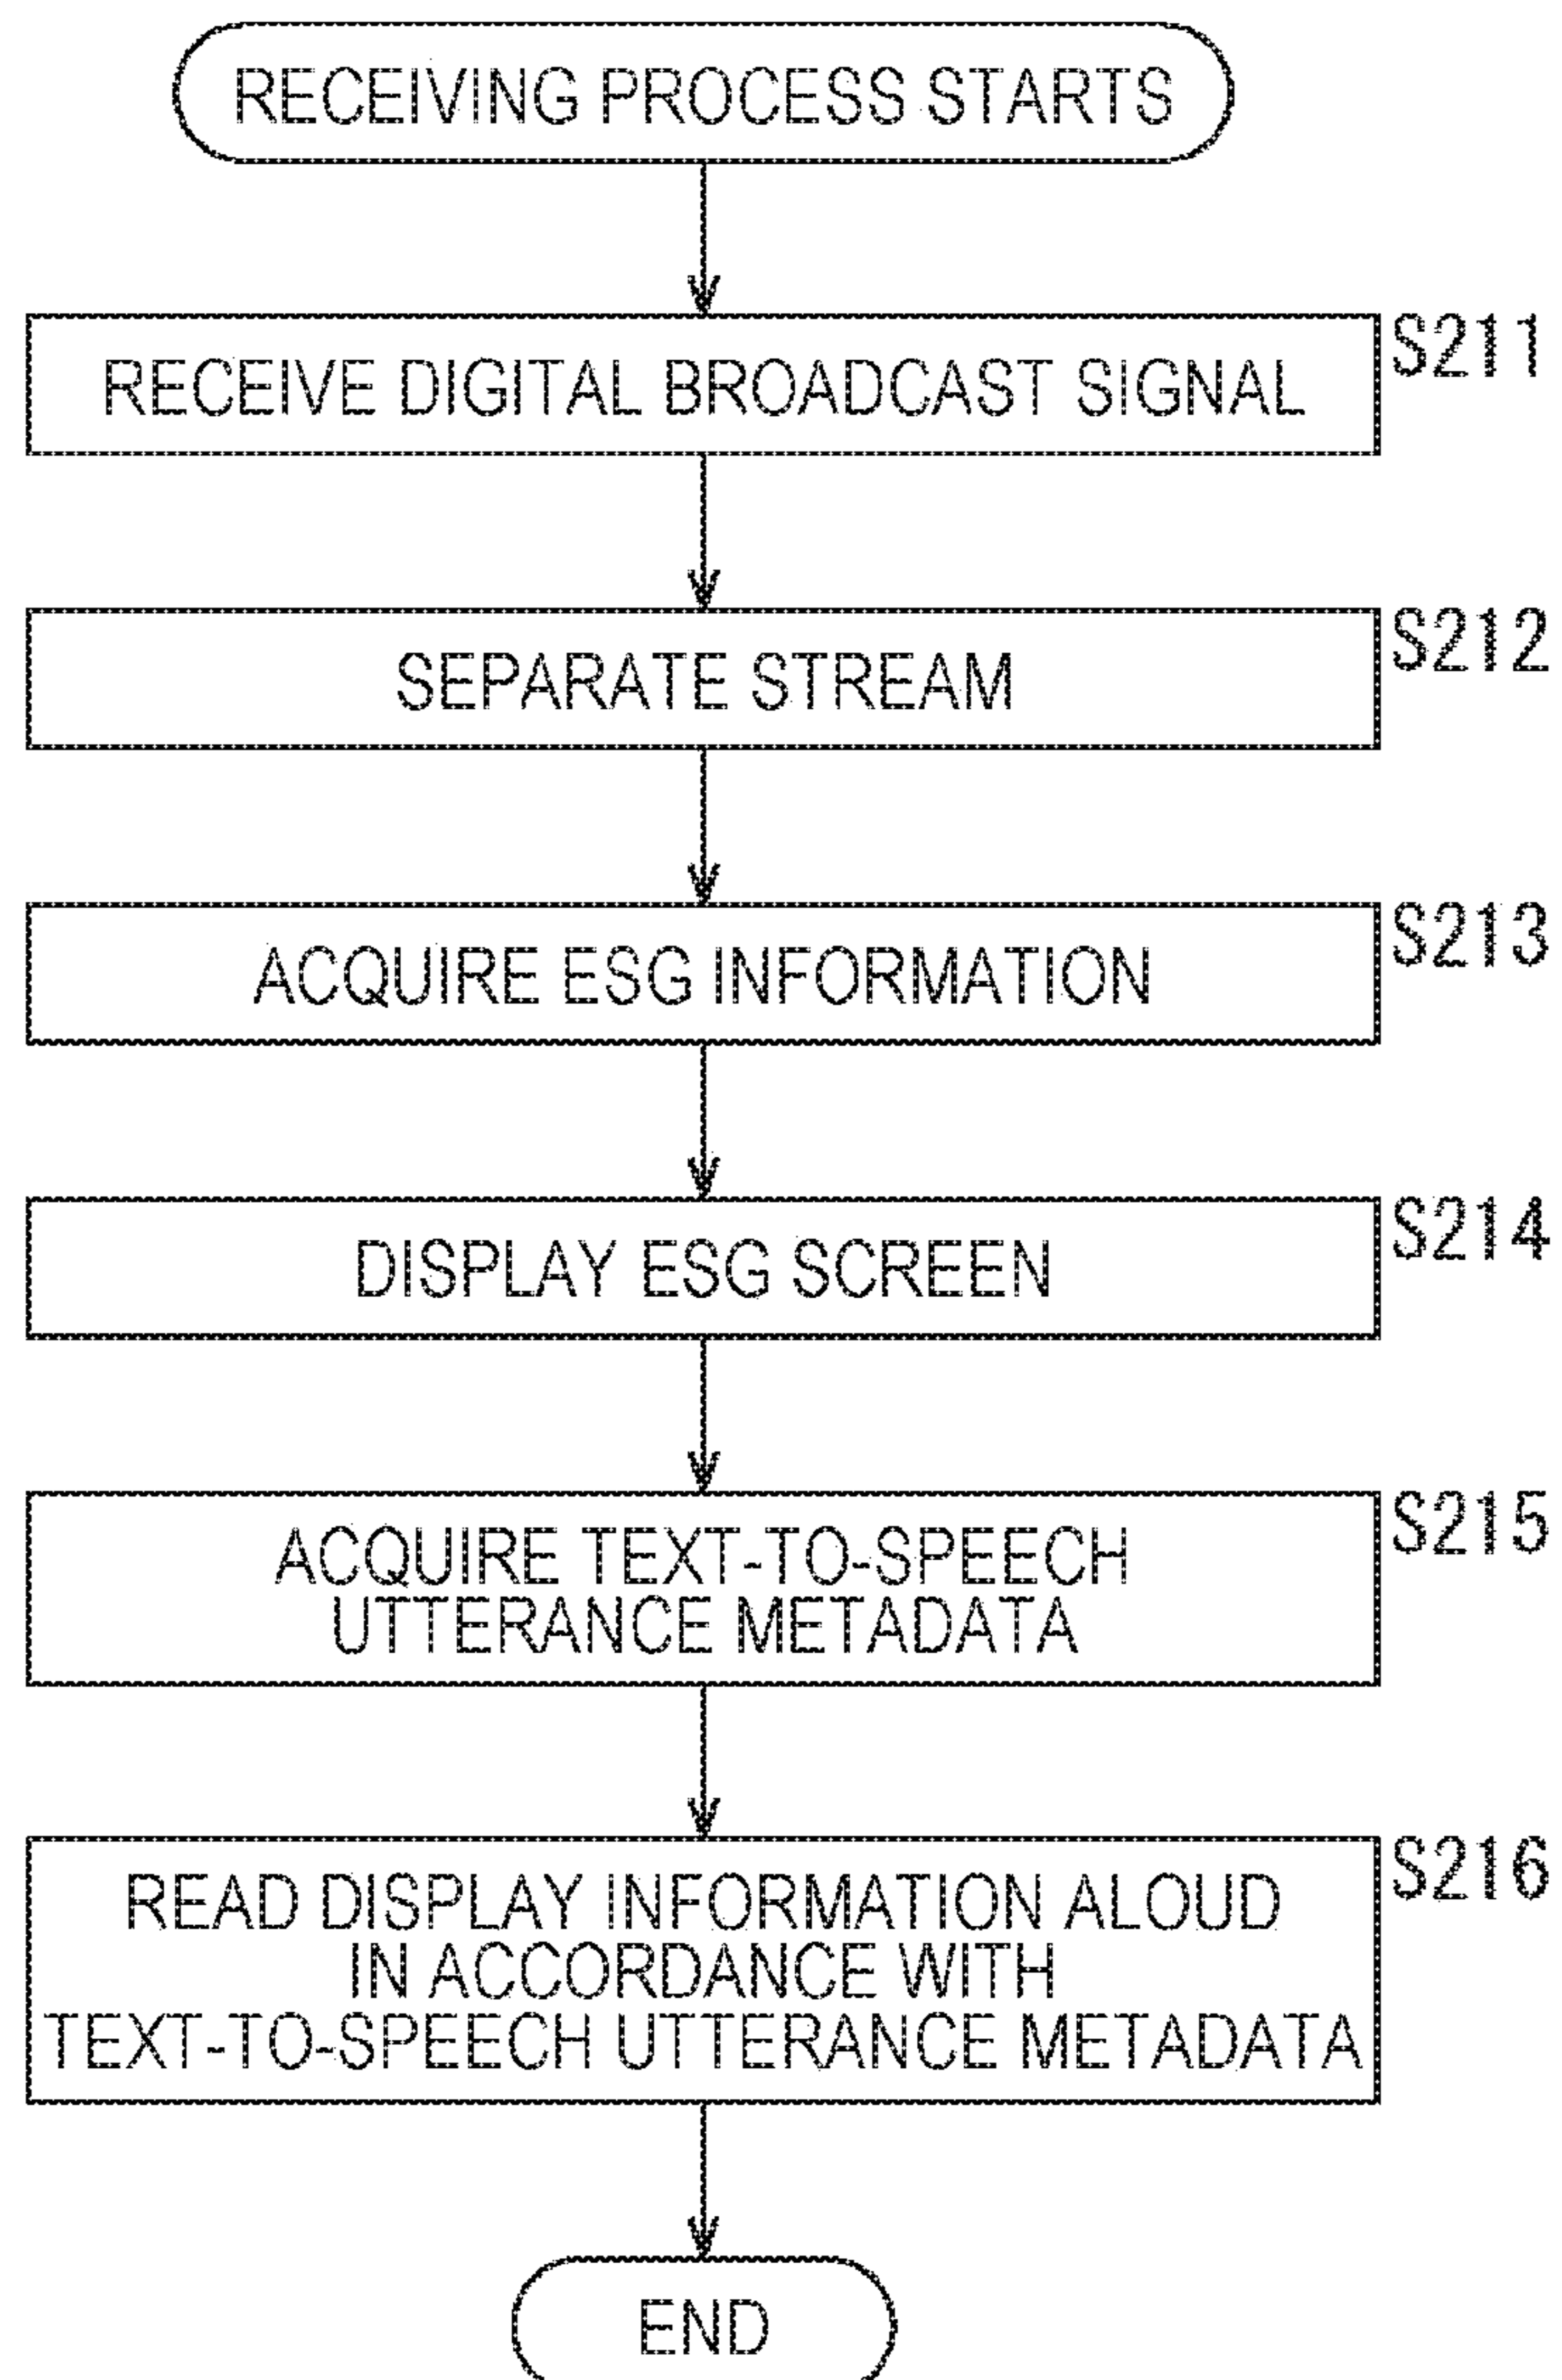 RECEIVING PROCESS STARTS
RECEIVE DIGITAL BROADCAST SIGNAL
S211
SEPARATE STREAM
S212
ACQUIRE ESG INFORMATION
S213
DISPLAY ESG SCREEN
S214
ACQUIRE TEXT-TO-SPEECH
UTTERANCE METADATA
S215
READ DISPLAY INFORMATION ALOUD
IN ACCORDANCE WITH
TEXT-TO-SPEECH UTTERANCE METADATA
S216
END